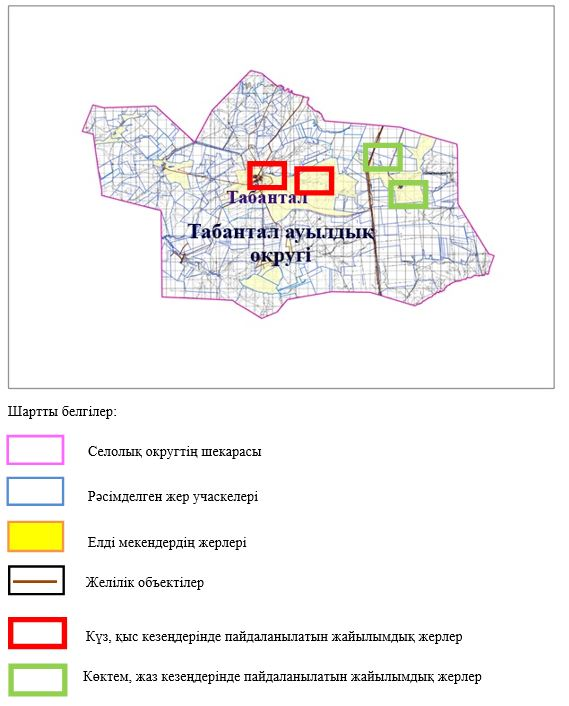 Табантал
Табантал ауылдық
округі
Шартты белгілер:
Селолық округтің шекарасы
Рәсімделген жер учаскелері
Елді мекендердің жерлері
Желілік объектілер
Күз, қыс кезеңдерінде пайдаланылатын жайылымдық жерлер
Көктем, жаз кезеңдерінде пайдаланылатын жайылымдық жерлер